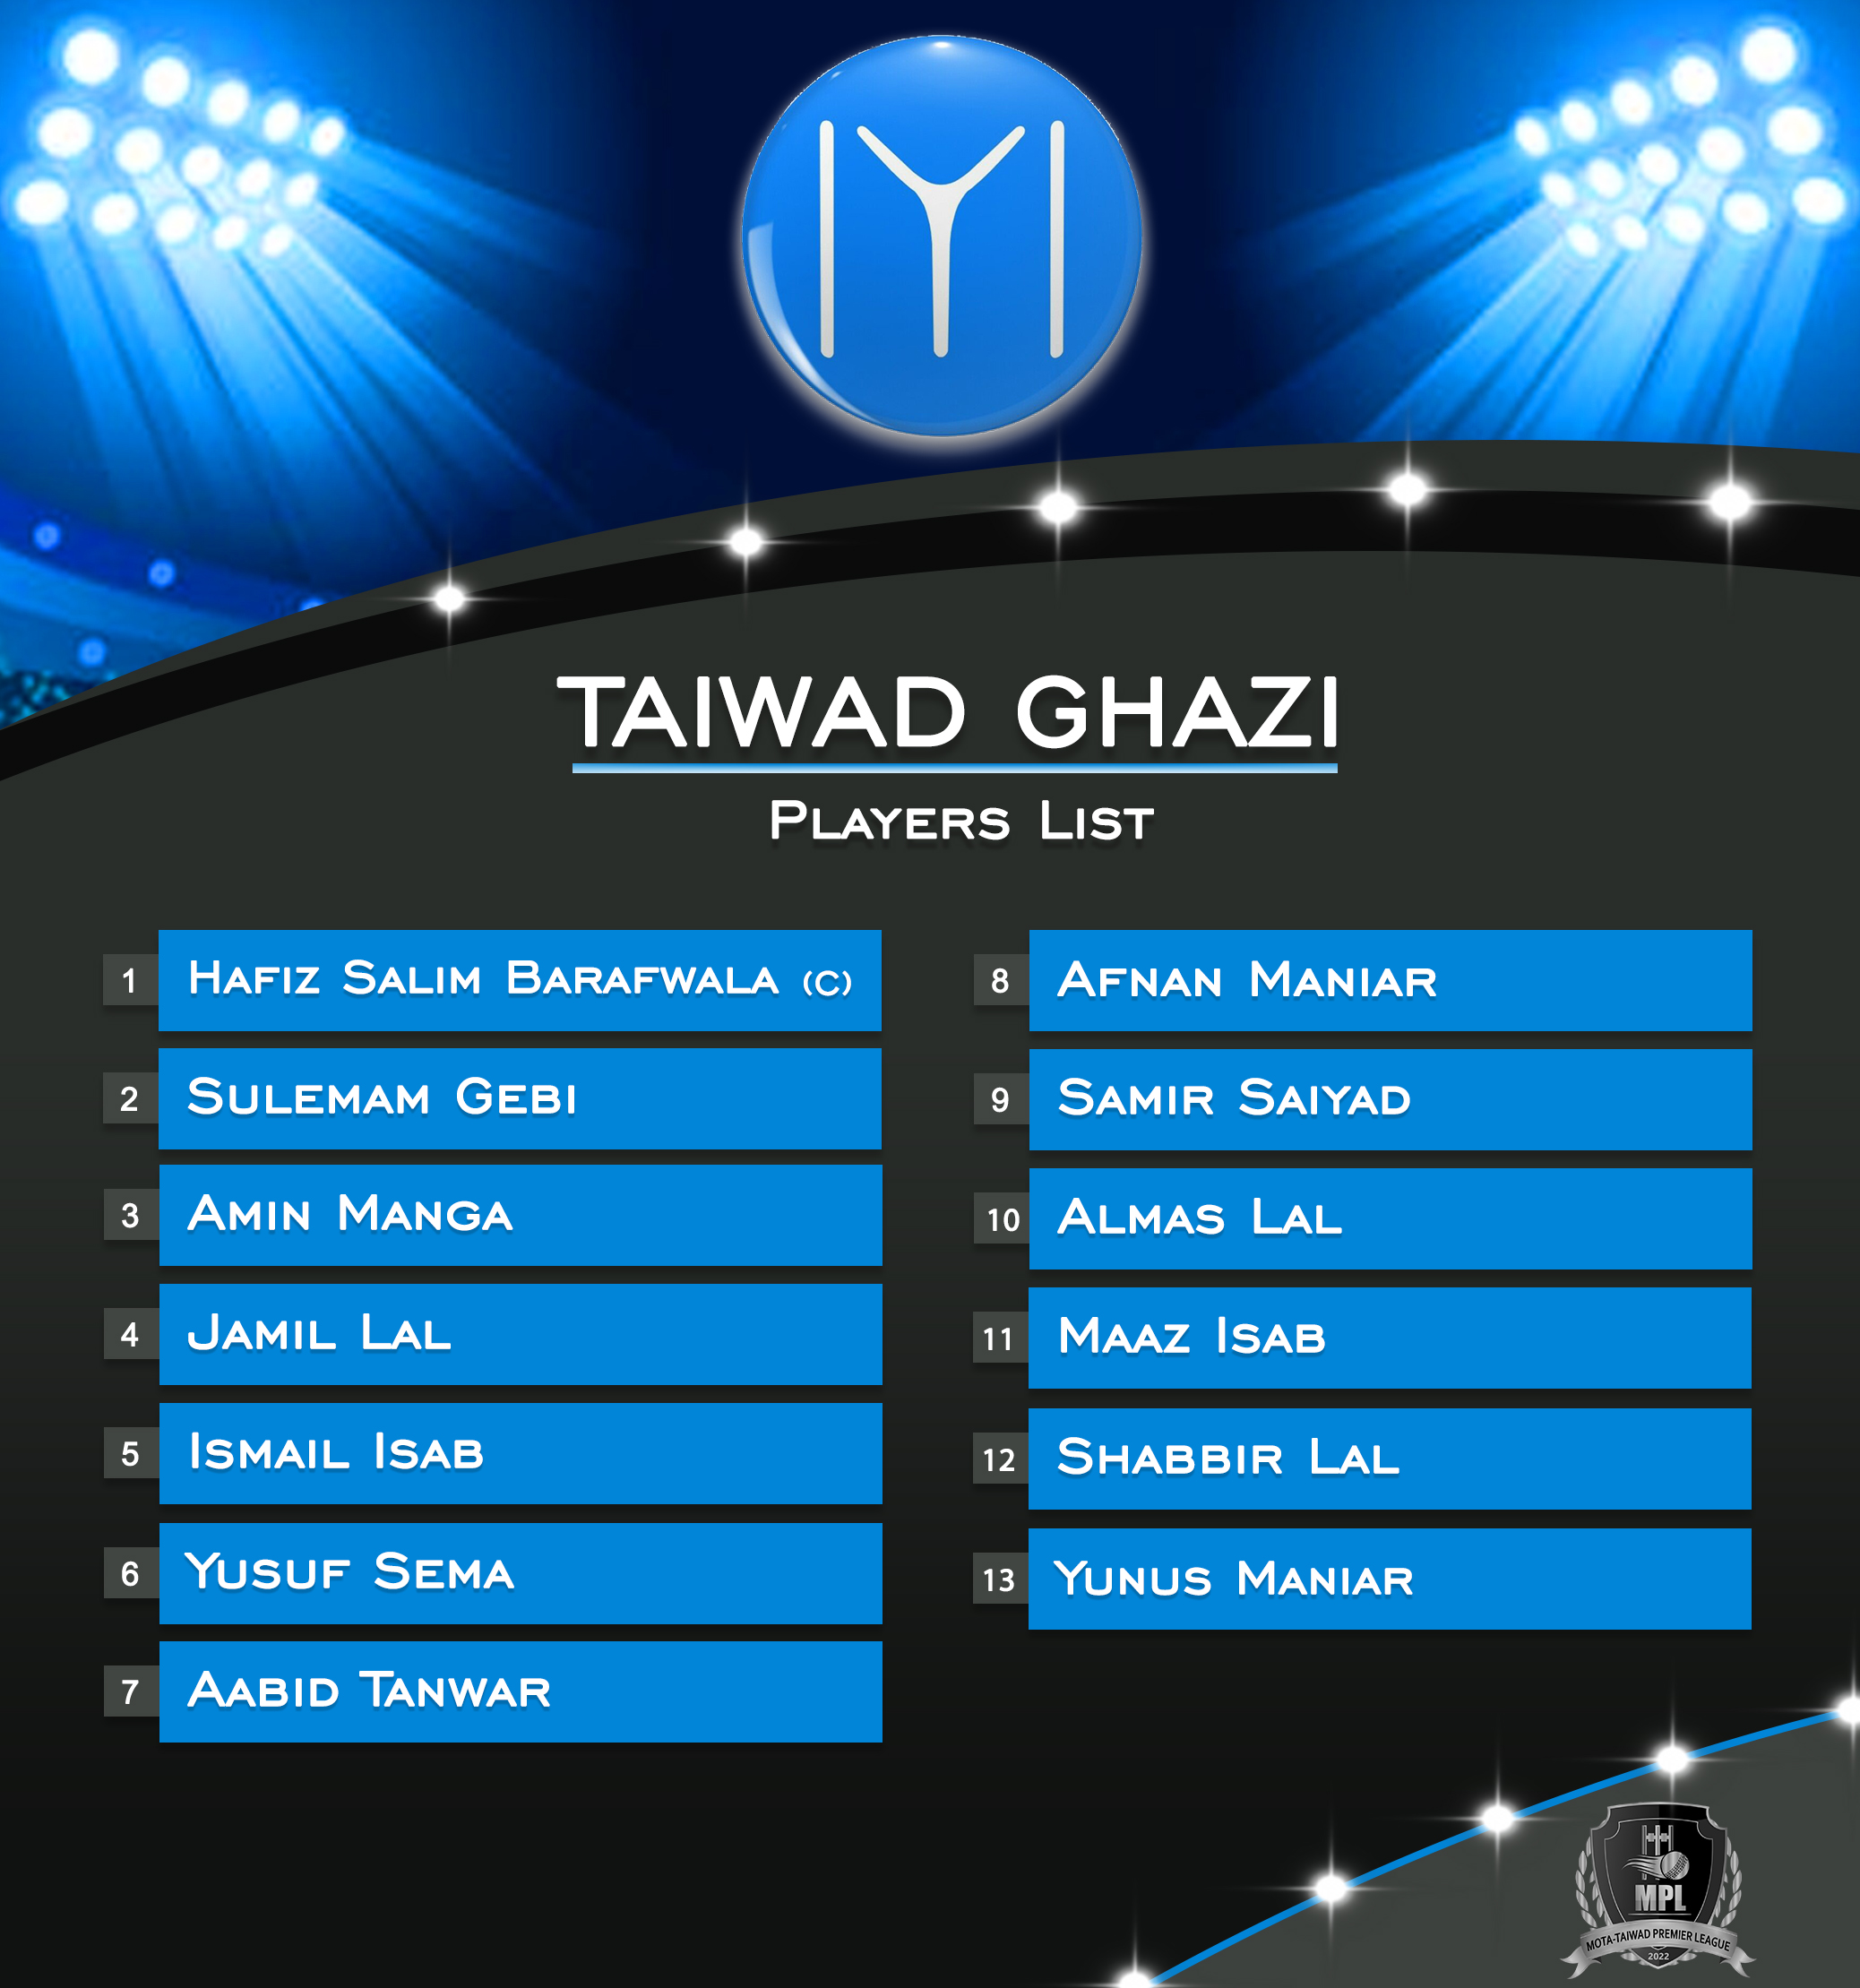 IYI
TAIWAD GHAZI
PLAYERS LIST
1 HAFIZ SALIM BARAFWALA (C)
2 SULEMAM GEBI
3 AMIN MANGA
4 JAMIL LAL
5 ISMAIL ISAB
6 YUSUF SEMA
7 AABID TANWAR
8 AFNAN MANIAR
9 SAMIR SAIYAD
10 ALMAS LAL
11 MAAZ ISAB
12 SHABBIR LAL
13 YUNUS MANIAR
MPL
MOTA-TAIWAD PREMIER LEAGUE
2022